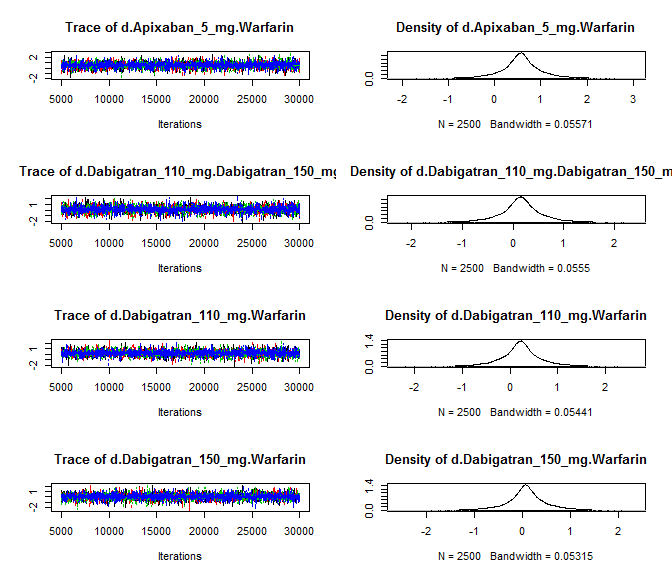 Trace of d.Apixaban_5_mg.Warfarin
2
-2
5000 10000 15000 20000 25000 30000
Iterations
Density of d.Apixaban_5_mg.Warfarin
0.0
-2 -1 0 1 2 3
N = 2500 Bandwidth = 0.05571
Trace of d.Dabigatran_110_mg.Dabigatran_150_mg
1
-2
5000 10000 15000 20000 25000 30000
Iterations
Density of d.Dabigatran_110_mg.Dabigatran_150_m
0.0
-2 -1 0 1 2
N = 2500 Bandwidth = 0.0555
Trace of d.Dabigatran_110_mg.Warfarin
1
-2
5000 10000 15000 20000 25000 30000
Iterations
Density of d.Dabigatran_110_mg.Warfarin
1.4
0.0
-2 -1 0 1 2
N = 2500 Bandwidth = 0.05441
Trace of d.Dabigatran_150_mg.Warfarin
1
-2
5000 10000 15000 20000 25000 30000
Iterations
Density of d.Dabigatran_150_mg.Warfarin
1.4
0.0
-2 -1 0 1 2
N = 2500 Bandwidth = 0.05315